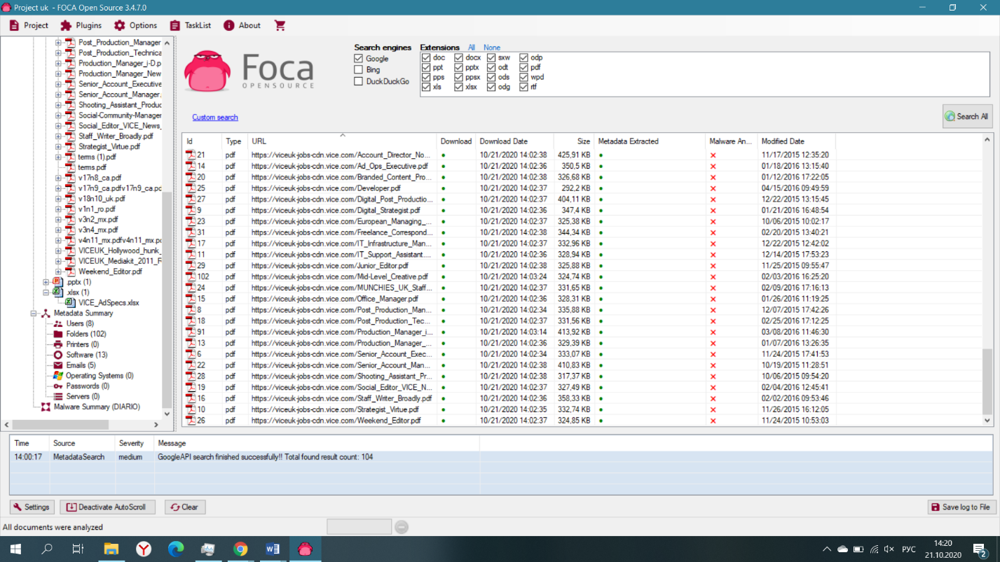 Project uk - FOCA Open Source 3.4.7.0
Project Plugins Options TaskList About
Post_Production_Manager
Post_Production_Technica
Production_Manager_i-D.p
Production_Manager_New
Senior_Account_Executive
Senior_Account_Manager.
Shooting_Assistant_Produc
Social-Community-Manager
Social_Editor_VICE_News_
Staff_Writer_Broadly.pdf
Strategist_Virtue.pdf
terms (1).pdf
terms.pdf
v17n8_ca.pdf
v17n9_ca.pdfv17n9_ca.pd
v18n10_uk.pdf
v1n1_ro.pdf
v3n2_mx.pdf
v3n4_mx.pdf
v4n11_mx.pdfv4n11_mx.pd
VICEUK_Hollywood_hunk_
VICEUK_Mediakit_2011_F
Weekend_Editor.pdf
.pptx (1)
.xlsx (1)
VICE_AdSpecs.xlsx
Metadata Summary
Users (8)
Folders (102)
Printers (0)
Software (13)
Emails (5)
Operating Systems (0)
Passwords (0)
Servers (0)
Malware Summary (DIARIO)
Foca
OPENSOURCE
Search engines
Google
Bing
DuckDuckGo
Extensions All None
doc docx sxw odp
ppt pptx odt pdf
pps ppsx ods wpd
xls xlsx odg rtf
Custom search
Search All
Id Type URL Download Download Date Size Metadata Extracted Malware An... Modified Date
21 pdf https://viceuk-jobs-cdn.vice.com/Account_Director_No... 10/21/2020 14:02:38 425,91 KB 11/17/2015 12:35:20
14 pdf https://viceuk-jobs-cdn.vice.com/Ad_Ops_Executive.pdf 10/21/2020 14:02:36 350,5 KB 01/18/2016 13:15:40
20 pdf https://viceuk-jobs-cdn.vice.com/Branded_Content_Pro... 10/21/2020 14:02:38 326,68 KB 01/12/2016 17:22:05
25 pdf https://viceuk-jobs-cdn.vice.com/Developer.pdf 10/21/2020 14:02:37 292,2 KB 04/15/2016 09:49:59
27 pdf https://viceuk-jobs-cdn.vice.com/Digital_Post_Productio... 10/21/2020 14:02:37 404,11 KB 12/22/2015 13:15:45
9 pdf https://viceuk-jobs-cdn.vice.com/Digital_Strategist.pdf 10/21/2020 14:02:36 347,4 KB 01/21/2016 16:48:54
23 pdf https://viceuk-jobs-cdn.vice.com/European_Managing_... 10/21/2020 14:02:37 325,38 KB 10/06/2015 10:02:17
31 pdf https://viceuk-jobs-cdn.vice.com/Freelance_Correspond... 10/21/2020 14:02:38 344,34 KB 02/20/2015 13:40:21
17 pdf https://viceuk-jobs-cdn.vice.com/IT_Infrastructure_Man... 10/21/2020 14:02:37 332,96 KB 12/22/2015 12:42:02
11 pdf https://viceuk-jobs-cdn.vice.com/IT_Support_Assistant.... 10/21/2020 14:02:36 328,94 KB 12/14/2015 17:53:23
29 pdf https://viceuk-jobs-cdn.vice.com/Junior_Editor.pdf 10/21/2020 14:02:38 325,88 KB 11/25/2015 09:55:47
102 pdf https://viceuk-jobs-cdn.vice.com/Mid-Level_Creative.pdf 10/21/2020 14:03:24 324,74 KB 02/03/2016 16:25:20
24 pdf https://viceuk-jobs-cdn.vice.com/MUNCHIES_UK_Staff... 10/21/2020 14:02:37 331,65 KB 02/09/2016 17:16:13
15 pdf https://viceuk-jobs-cdn.vice.com/Office_Manager.pdf 10/21/2020 14:02:36 328,31 KB 01/26/2016 11:19:25
8 pdf https://viceuk-jobs-cdn.vice.com/Post_Production_Man... 10/21/2020 14:02:34 335,88 KB 12/07/2015 17:42:26
18 pdf https://viceuk-jobs-cdn.vice.com/Post_Production_Tec... 10/21/2020 14:02:37 331,56 KB 02/25/2016 17:12:25
91 pdf https://viceuk-jobs-cdn.vice.com/Production_Manager_i... 10/21/2020 14:03:14 413,92 KB 03/08/2016 11:46:30
13 pdf https://viceuk-jobs-cdn.vice.com/Production_Manager_... 10/21/2020 14:02:36 329,39 KB 01/07/2016 13:26:35
6 pdf https://viceuk-jobs-cdn.vice.com/Senior_Account_Exec... 10/21/2020 14:02:34 333,07 KB 11/24/2015 17:41:53
22 pdf https://viceuk-jobs-cdn.vice.com/Senior_Account_Man... 10/21/2020 14:02:38 410,83 KB 10/19/2015 11:28:51
28 pdf https://viceuk-jobs-cdn.vice.com/Shooting_Assistant_Pr... 10/21/2020 14:02:38 317,37 KB 10/06/2015 09:54:20
19 pdf https://viceuk-jobs-cdn.vice.com/Social_Editor_VICE_N... 10/21/2020 14:02:37 327,49 KB 02/04/2016 12:45:41
16 pdf https://viceuk-jobs-cdn.vice.com/Staff_Writer_Broadly.pdf 10/21/2020 14:02:36 358,33 KB 02/02/2016 09:53:46
10 pdf https://viceuk-jobs-cdn.vice.com/Strategist_Virtue.pdf 10/21/2020 14:02:35 332,74 KB 11/26/2015 16:12:05
26 pdf https://viceuk-jobs-cdn.vice.com/Weekend_Editor.pdf 10/21/2020 14:02:37 324,85 KB 11/24/2015 10:53:03
Time Source Severity Message
14:00:17 MetadataSearch medium GoogleAPI search finished successfully!! Total found result count: 104
Settings Deactivate AutoScroll Clear Save log to File
All documents were analyzed
РУС
14:20
21.10.2020
2